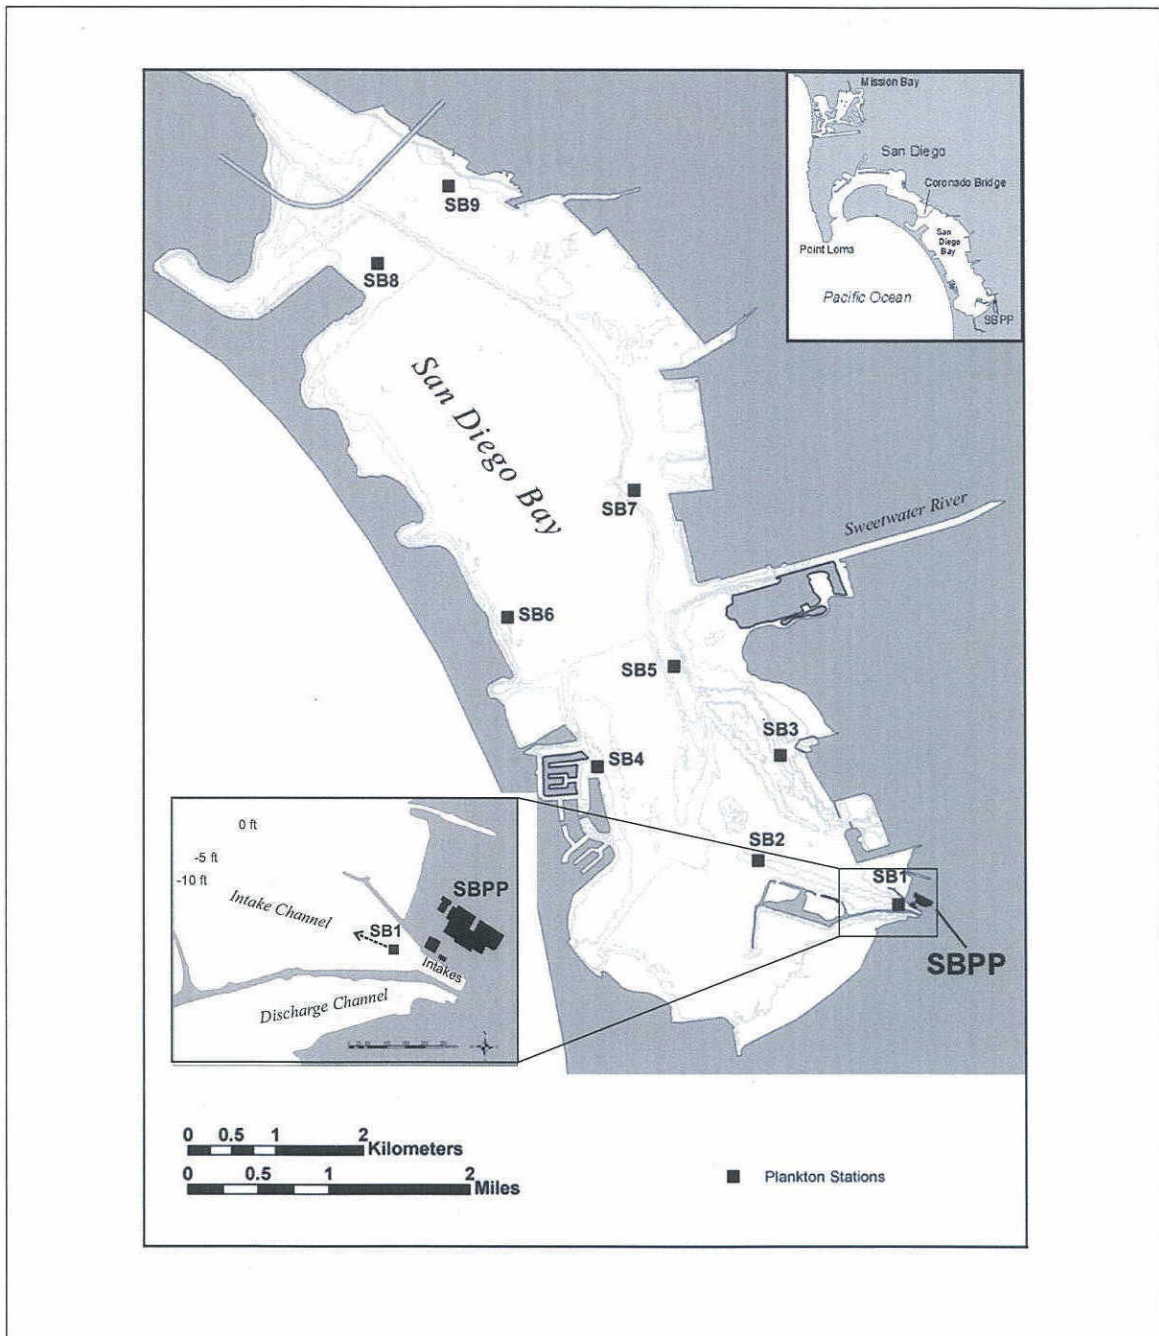 Mission Bay
San Diego
Coronado Bridge
San
Diego
Bay
Point Loma
Pacific Ocean
SBPP
SB9
SB8
San Diego Bay
SB7
Sweetwater River
SB6
SB5
SB3
SB4
SB2
SB1
SBPP
0 ft
-5 ft
-10 ft
Intake Channel
SBPP
SB1
Intakes
Discharge Channel
0 0.5 1 2 Kilometers
0 0.5 1 2 Miles
Plankton Stations